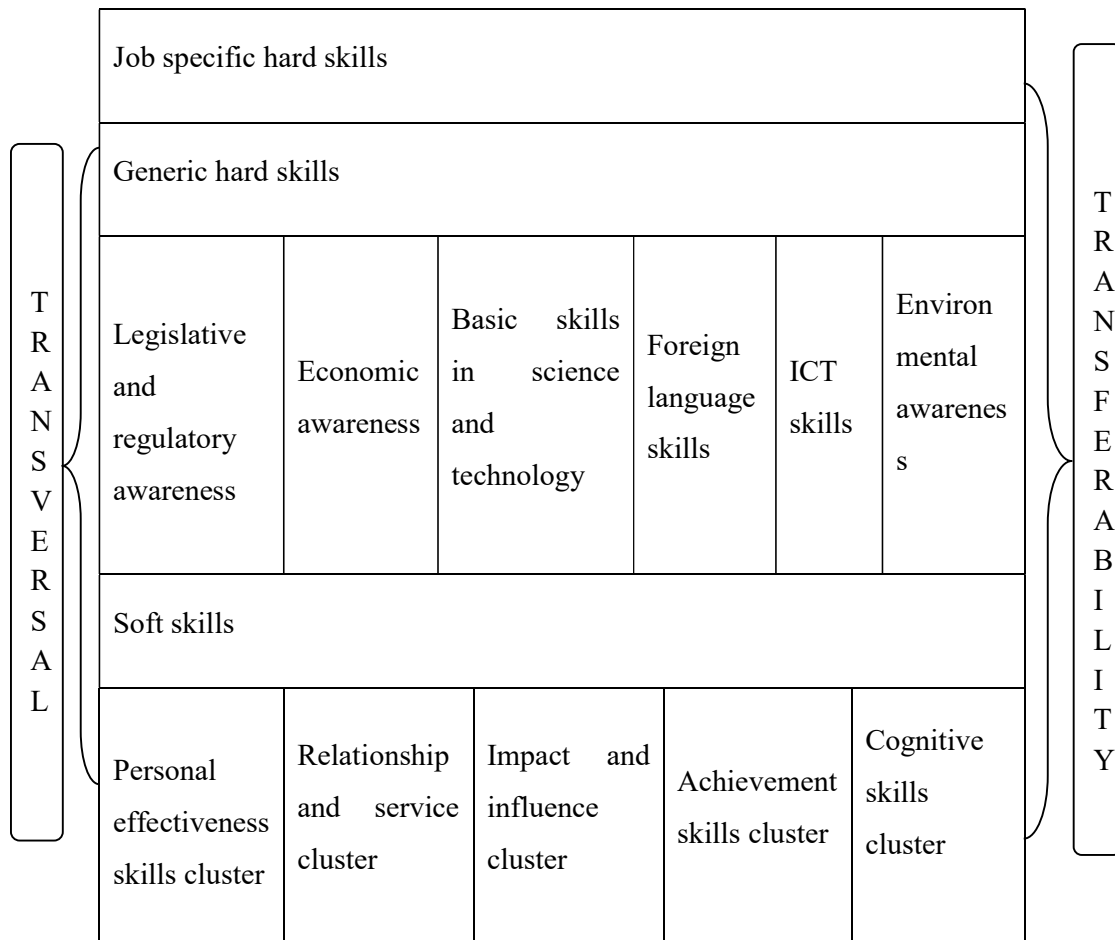 Job specific hard skills
Generic hard skills
Legislative
and
regulatory
awareness
Economic
awareness
Basic skills
in science
and
technology
Foreign
language
skills
ICT
skills
Environ
mental
awarenes
s
Soft skills
Personal
effectiveness
skills cluster
Relationship
and service
cluster
Impact and
influence
cluster
Achievement
skills cluster
Cognitive
skills
cluster
T
R
A
N
S
V
E
R
S
A
L
T
R
A
N
S
F
E
R
A
B
I
L
I
T
Y